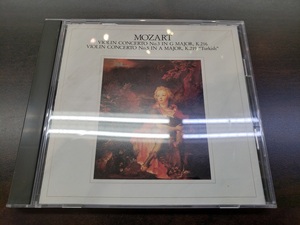 MOZART
VIOLIN CONCERTO No.3 IN G MAJOR, K.216
VIOLIN CONCERTO No.5 IN A MAJOR, K.219 "Turkish"